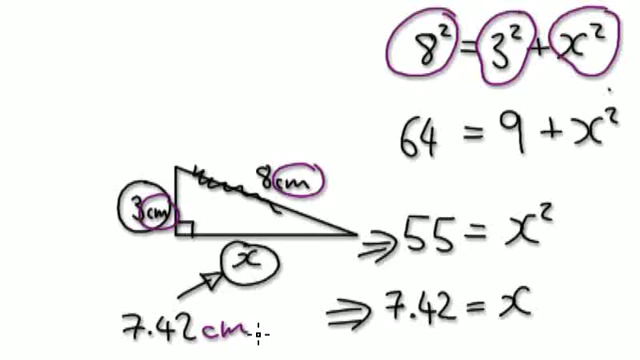 8² = 3² + x²
64 = 9 + x²
8cm
3cm
x
⇒ 55 = x²
7.42cm
⇒ 7.42 = x